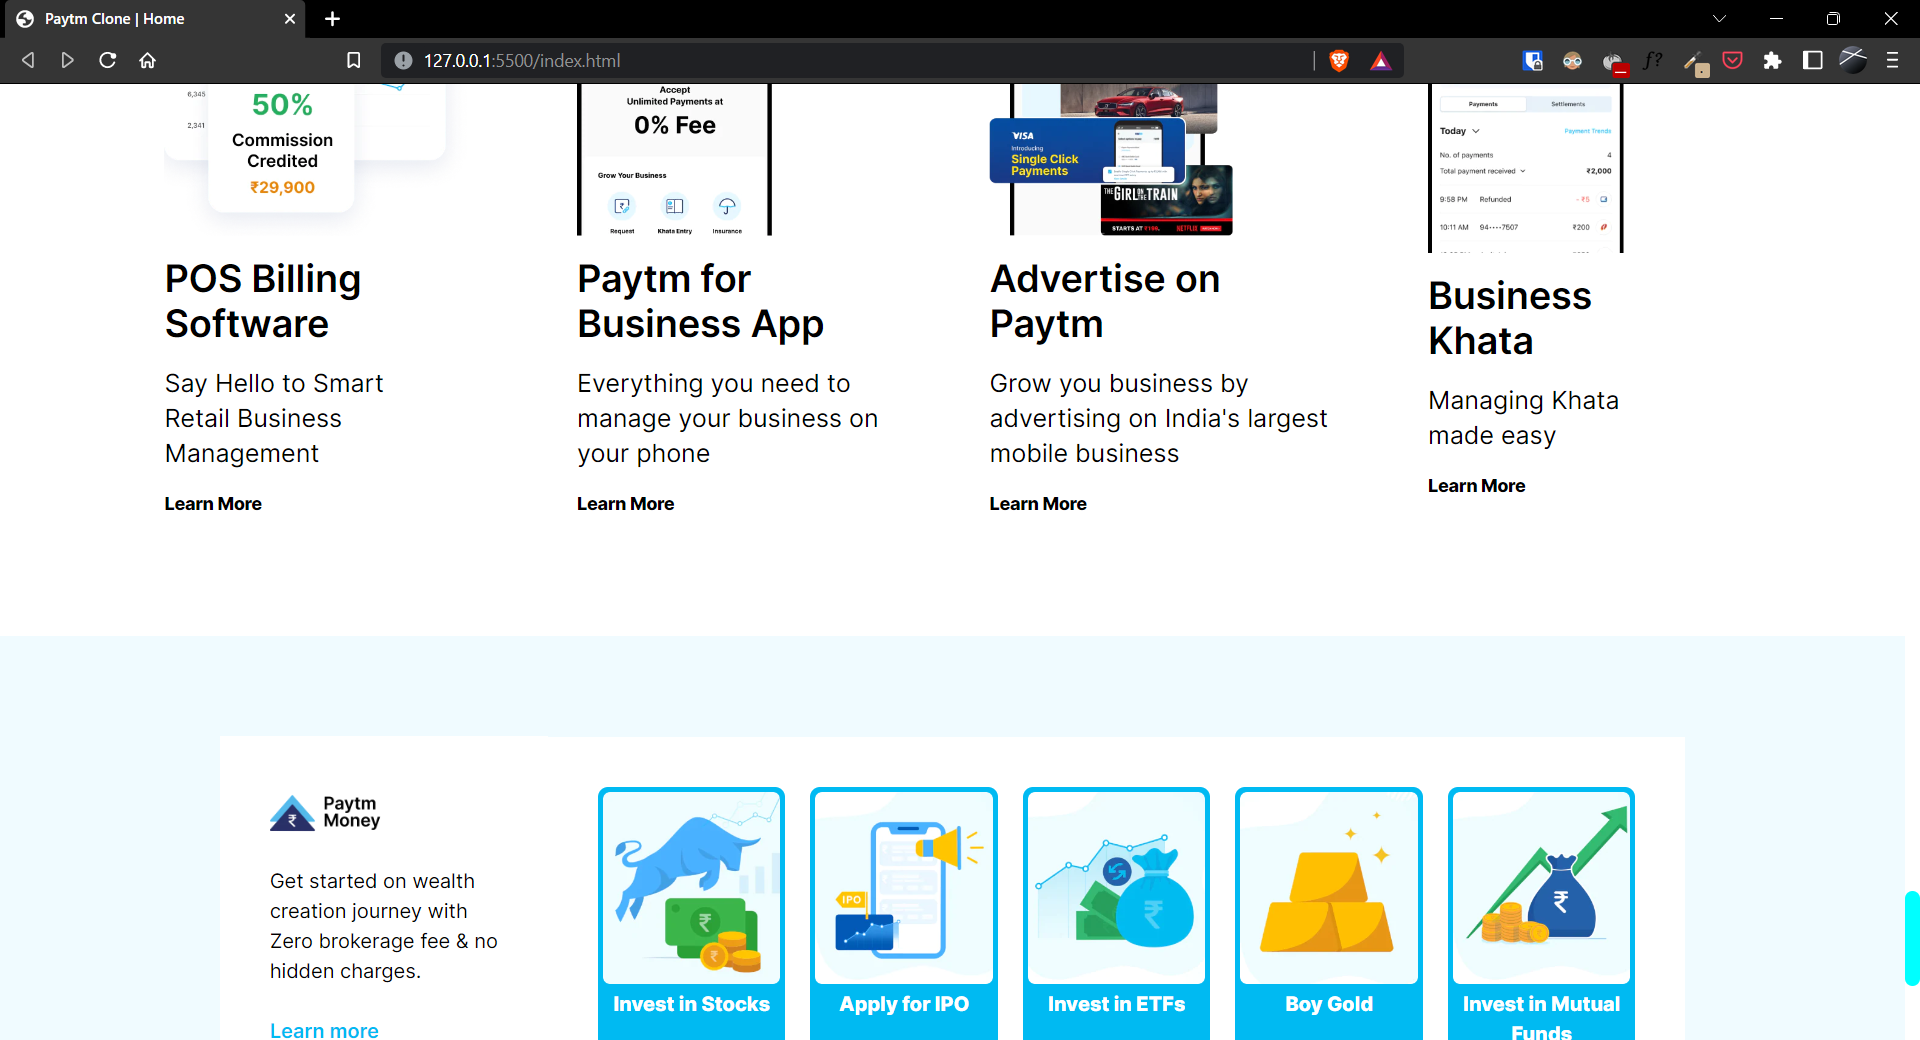 Paytm Clone | Home
127.0.0.1:5500/index.html
6,345
2,341
50%
Commission
Credited
₹29,900
Accept
Unlimited Payments at
0% Fee
Grow Your Business
Request
Khata Entry
Insurance
VISA
Introducing
Single Click
Payments
THE GIRL ON THE TRAIN
STARTS AT ₹199.
NETFLIX
Payments
Settlements
Today
Payment Trends
No. of payments
4
Total payment received
₹2,000
9:58 PM
Refunded
- ₹5
10:11 AM
94••••7507
₹200
POS Billing
Software
Say Hello to Smart
Retail Business
Management
Learn More
Paytm for
Business App
Everything you need to
manage your business on
your phone
Learn More
Advertise on
Paytm
Grow you business by
advertising on India's largest
mobile business
Learn More
Business
Khata
Managing Khata
made easy
Learn More
Paytm
Money
Get started on wealth
creation journey with
Zero brokerage fee & no
hidden charges.
Learn more
Invest in Stocks
IPO
Apply for IPO
Invest in ETFs
Boy Gold
Invest in Mutual
Funds